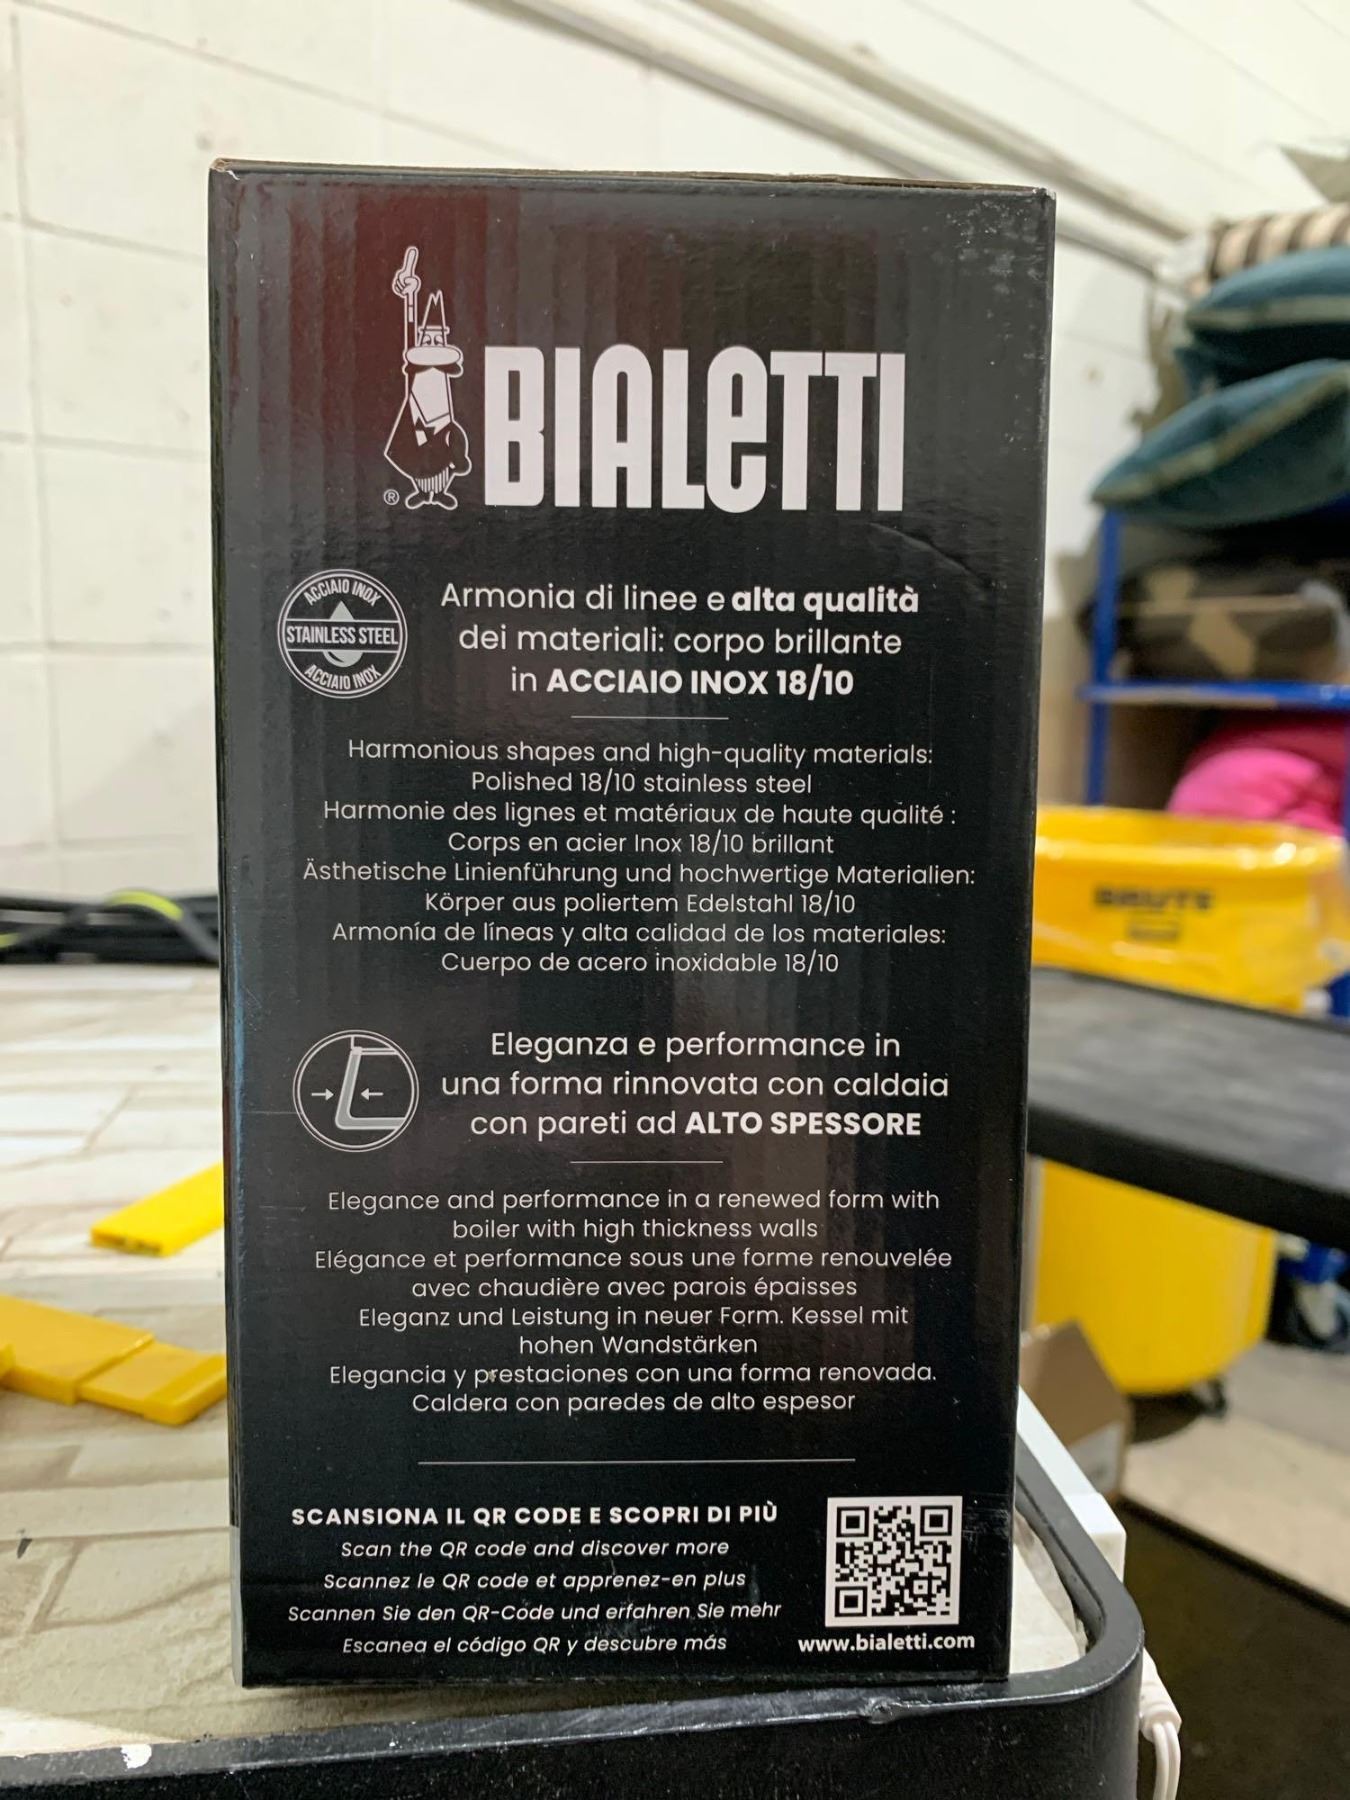 ®
BIALETTI
ACCIAIO INOX
STAINLESS STEEL
ACCIAIO INOX
Armonia di linee e alta qualità
dei materiali: corpo brillante
in ACCIAIO INOX 18/10
Harmonious shapes and high-quality materials:
Polished 18/10 stainless steel
Harmonie des lignes et matériaux de haute qualité :
Corps en acier Inox 18/10 brillant
Ästhetische Linienführung und hochwertige Materialien:
Körper aus poliertem Edelstahl 18/10
Armonía de líneas y alta calidad de los materiales:
Cuerpo de acero inoxidable 18/10
Eleganza e performance in
una forma rinnovata con caldaia
con pareti ad ALTO SPESSORE
Elegance and performance in a renewed form with
boiler with high thickness walls
Elégance et performance sous une forme renouvelée
avec chaudière avec parois épaisses
Eleganz und Leistung in neuer Form. Kessel mit
hohen Wandstärken
Elegancia y prestaciones con una forma renovada.
Caldera con paredes de alto espesor
SCANSIONA IL QR CODE E SCOPRI DI PIÙ
Scan the QR code and discover more
Scannez le QR code et apprenez-en plus
Scannen Sie den QR-Code und erfahren Sie mehr
Escanea el código QR y descubre más
www.bialetti.com
BRUTE